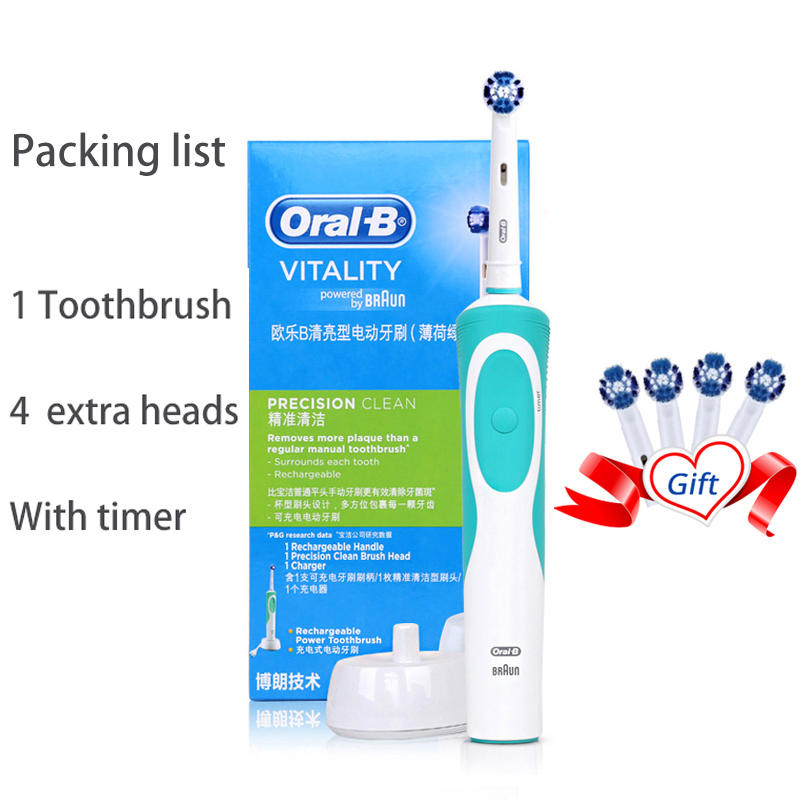 Packing list
1 Toothbrush
4 extra heads
With timer
Oral-B®
VITALITY
powered by BRAUN
欧乐B清亮型电动牙刷(薄荷绿
PRECISION CLEAN
精准清洁
Removes more plaque than a
regular manual toothbrush^
- Surrounds each tooth
- Rechargeable
比宝洁普通平头手动牙刷更有效清除牙菌斑^
- 杯型刷头设计,多方位包裹每一颗牙齿
- 可充电电动牙刷
^P&G research data ^宝洁公司研究数据
1 Rechargeable Handle
1 Precision Clean Brush Head
1 Charger
含1支可充电牙刷刷柄/1枚精准清洁型刷头/
1个充电器
• Rechargeable
Power Toothbrush
• 充电式电动牙刷
博朗技术
Oral-B
timer
Oral-B
BRAUN
Gift